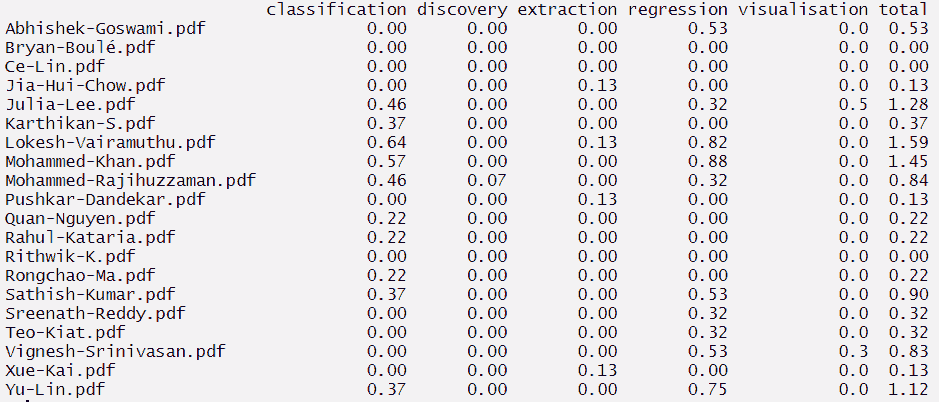 classification discovery extraction regression visualisation total
Abhishek-Goswami.pdf 0.00 0.00 0.00 0.53 0.0 0.53
Bryan-Boulé.pdf 0.00 0.00 0.00 0.00 0.0 0.00
Ce-Lin.pdf 0.00 0.00 0.00 0.00 0.0 0.00
Jia-Hui-Chow.pdf 0.00 0.00 0.13 0.00 0.0 0.13
Julia-Lee.pdf 0.46 0.00 0.00 0.32 0.5 1.28
Karthikan-S.pdf 0.37 0.00 0.00 0.00 0.0 0.37
Lokesh-Vairamuthu.pdf 0.64 0.00 0.13 0.82 0.0 1.59
Mohammed-Khan.pdf 0.57 0.00 0.00 0.88 0.0 1.45
Mohammed-Rajihuzzaman.pdf 0.46 0.07 0.00 0.32 0.0 0.84
Pushkar-Dandekar.pdf 0.00 0.00 0.13 0.00 0.0 0.13
Quan-Nguyen.pdf 0.22 0.00 0.00 0.00 0.0 0.22
Rahul-Kataria.pdf 0.22 0.00 0.00 0.00 0.0 0.22
Rithwik-K.pdf 0.00 0.00 0.00 0.00 0.0 0.00
Rongchao-Ma.pdf 0.22 0.00 0.00 0.00 0.0 0.22
Sathish-Kumar.pdf 0.37 0.00 0.00 0.53 0.0 0.90
Sreenath-Reddy.pdf 0.00 0.00 0.00 0.32 0.0 0.32
Teo-Kiat.pdf 0.00 0.00 0.00 0.32 0.0 0.32
Vignesh-Srinivasan.pdf 0.00 0.00 0.00 0.53 0.3 0.83
Xue-Kai.pdf 0.00 0.00 0.13 0.00 0.0 0.13
Yu-Lin.pdf 0.37 0.00 0.00 0.75 0.0 1.12